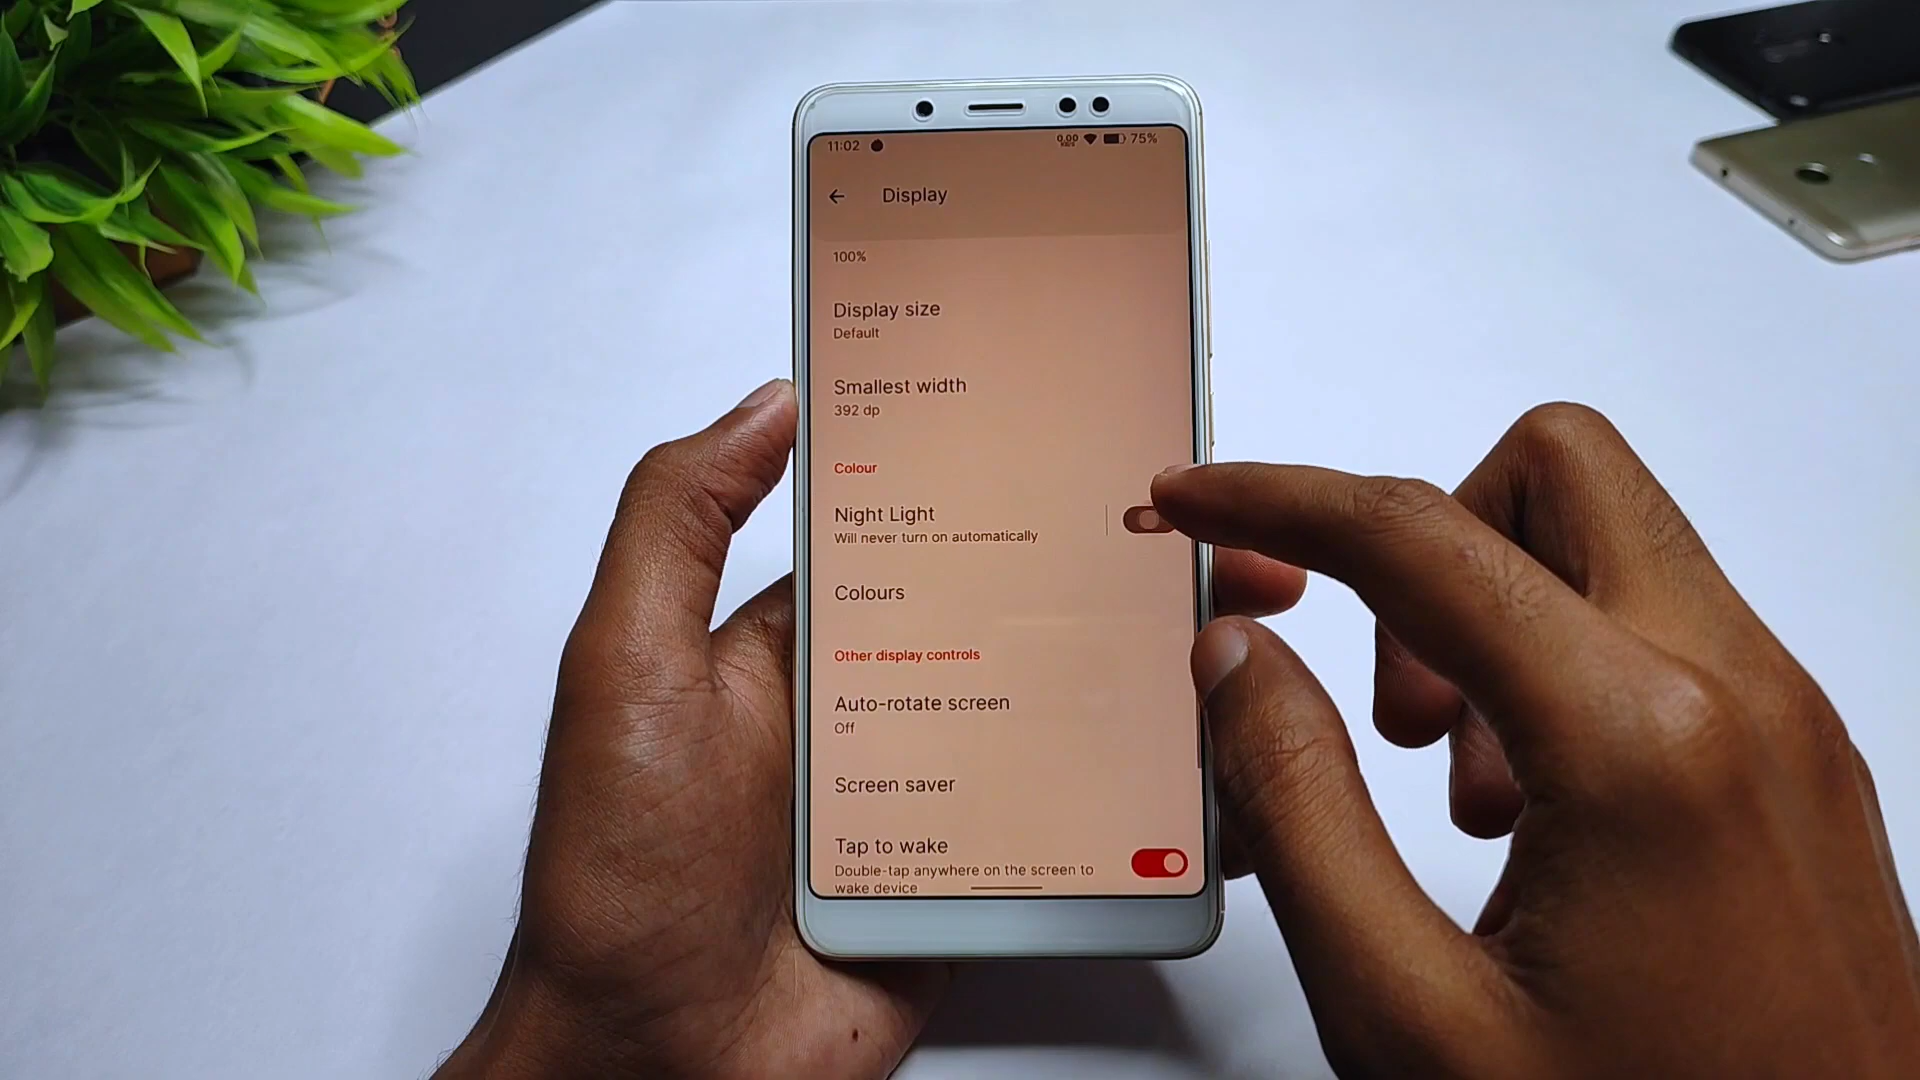 11:02
0.00
75%
Display
100%
Display size
Default
Smallest width
392 dp
Colour
Night Light
Will never turn on automatically
Colours
Other display controls
Auto-rotate screen
Off
Screen saver
Tap to wake
Double-tap anywhere on the screen to
wake device